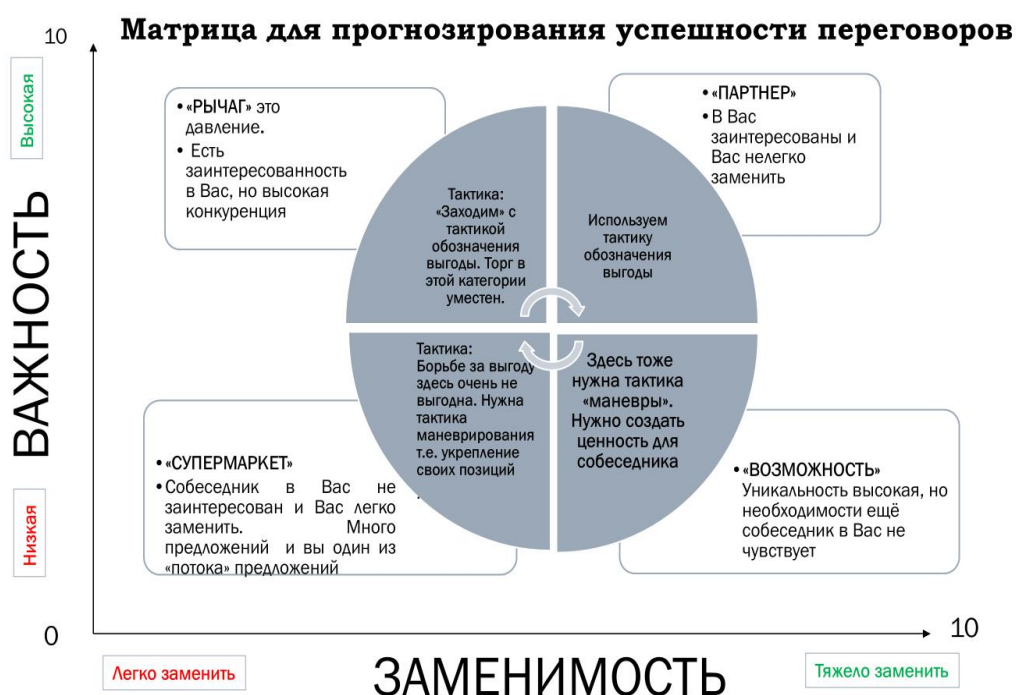 Матрица для прогнозирования успешности переговоров
10
Высокая
ВАЖНОСТЬ
Низкая
0
•«РЫЧАГ» это
давление.
• Есть
заинтересованность
в Вас, но высокая
конкуренция
Тактика:
«Заходим» с
тактикой
обозначения
выгоды. Торг в
этой категории
уместен.
•«ПАРТНЕР»
•В Вас
заинтересованы и
Вас нелегко
заменить
Используем
тактику
обозначения
выгоды
•«СУПЕРМАРКЕТ»
•Собеседник в Вас не
заинтересован и Вас легко
заменить. Много
предложений и вы один из
«потока» предложений
Тактика:
Борьбе за выгоду
здесь очень не
выгодна. Нужна
тактика
маневрирования
т.е. укрепление
своих позиций
Здесь тоже
нужна тактика
«маневры».
Нужно создать
ценность для
собеседника
•«ВОЗМОЖНОСТЬ»
Уникальность высокая, но
необходимости ещё
собеседник в Вас не
чувствует
10
Легко заменить
ЗАМЕНИМОСТЬ
Тяжело заменить